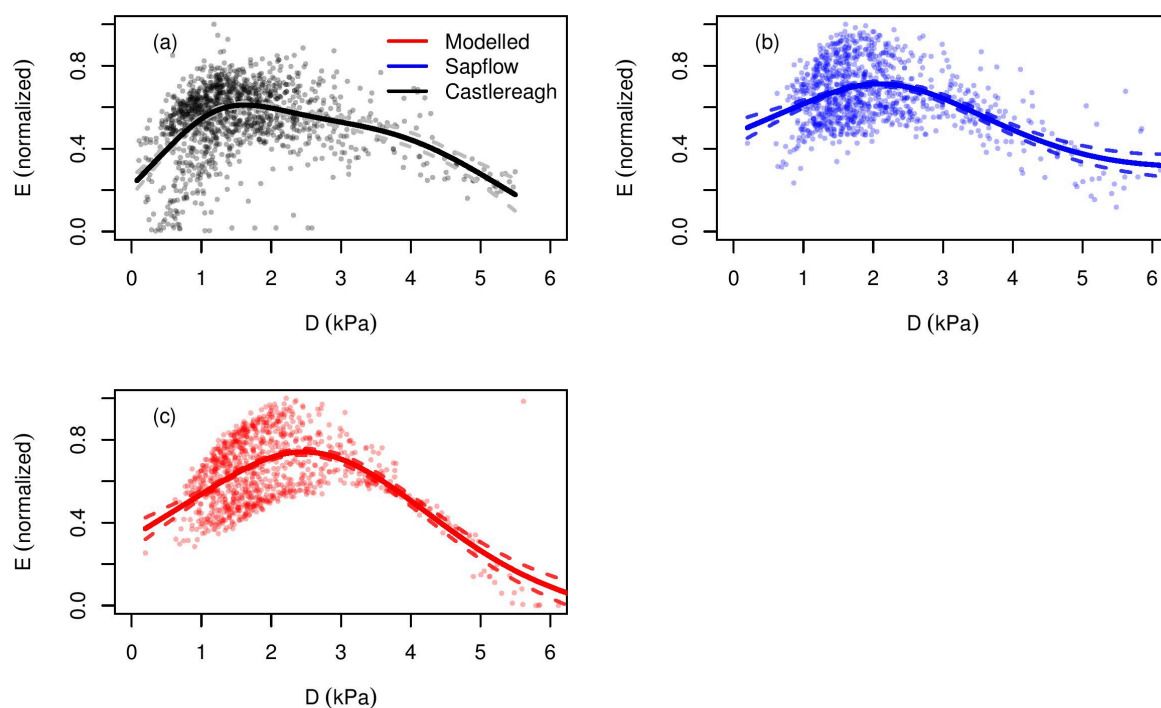 (a)
Modelled
Sapflow
Castlereagh
E (normalized)
0.8
0.4
0.0
0 1 2 3 4 5 6
D (kPa)
(b)
E (normalized)
0.8
0.4
0.0
0 1 2 3 4 5 6
D (kPa)
(c)
E (normalized)
0.8
0.4
0.0
0 1 2 3 4 5 6
D (kPa)